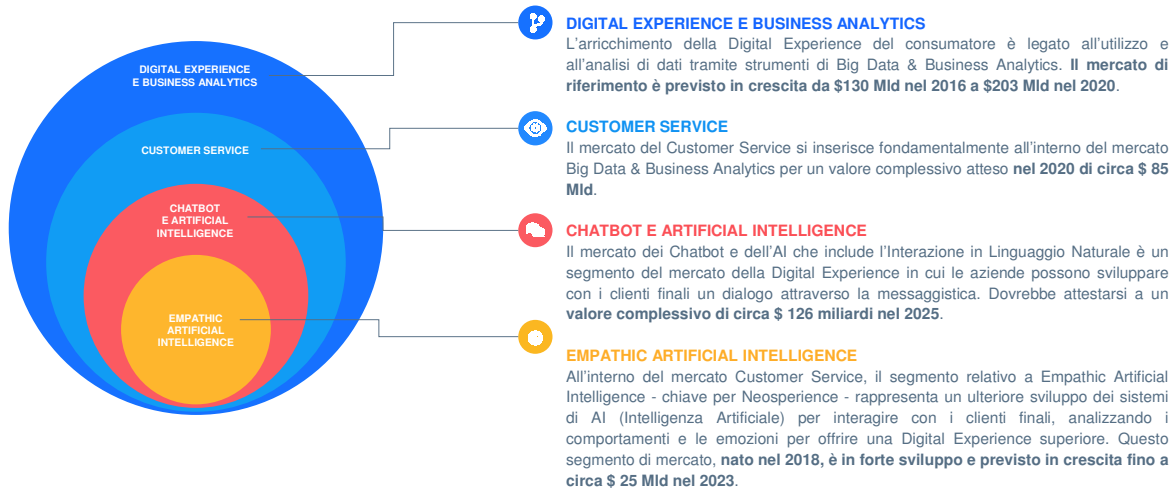 DIGITAL EXPERIENCE
E BUSINESS ANALYTICS
CUSTOMER SERVICE
CHATBOT
E ARTIFICIAL
INTELLIGENCE
EMPATHIC
ARTIFICIAL
INTELLIGENCE
DIGITAL EXPERIENCE E BUSINESS ANALYTICS
L'arricchimento della Digital Experience del consumatore è legato all'utilizzo e
all'analisi di dati tramite strumenti di Big Data & Business Analytics. Il mercato di
riferimento è previsto in crescita da $130 Mld nel 2016 a $203 Mld nel 2020.
CUSTOMER SERVICE
Il mercato del Customer Service si inserisce fondamentalmente all'interno del mercato
Big Data & Business Analytics per un valore complessivo atteso nel 2020 di circa $ 85
Mld.
CHATBOT E ARTIFICIAL INTELLIGENCE
Il mercato dei Chatbot e dell'AI che include l'Interazione in Linguaggio Naturale è un
segmento del mercato della Digital Experience in cui le aziende possono sviluppare
con i clienti finali un dialogo attraverso la messaggistica. Dovrebbe attestarsi a un
valore complessivo di circa $ 126 miliardi nel 2025.
EMPATHIC ARTIFICIAL INTELLIGENCE
All'interno del mercato Customer Service, il segmento relativo a Empathic Artificial
Intelligence - chiave per Neosperience - rappresenta un ulteriore sviluppo dei sistemi
di AI (Intelligenza Artificiale) per interagire con i clienti finali, analizzando i
comportamenti e le emozioni per offrire una Digital Experience superiore. Questo
segmento di mercato, nato nel 2018, è in forte sviluppo e previsto in crescita fino a
circa $ 25 Mld nel 2023.